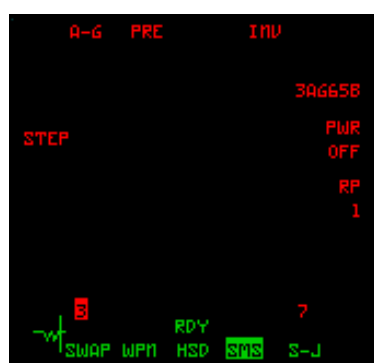 A-G PRE INV
3AG65B
STEP PWR
OFF
RP
1
3 7
RDY
SWAP WPN HSD SMS S-J